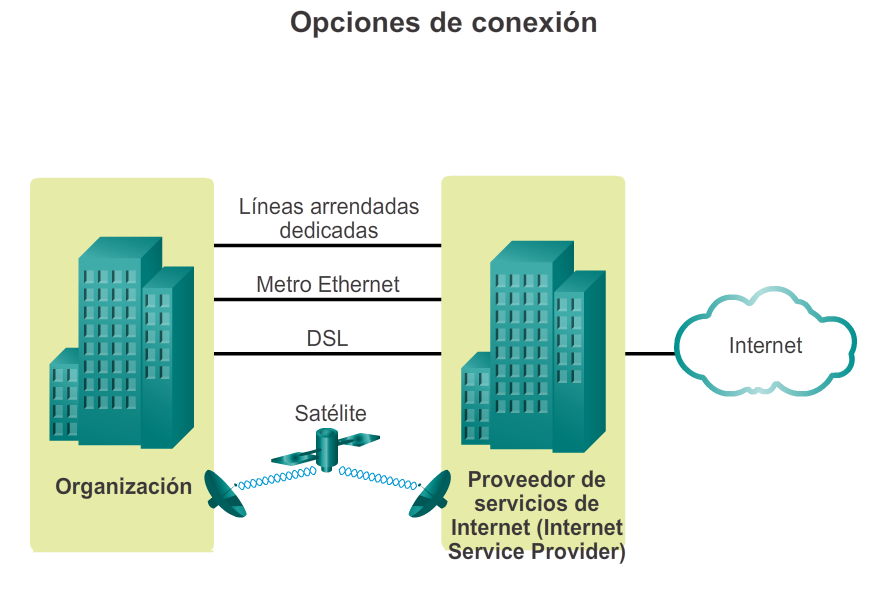 Opciones de conexión
Líneas arrendadas
dedicadas
Metro Ethernet
DSL
Internet
Satélite
Organización
Proveedor de
servicios de
Internet (Internet
Service Provider)